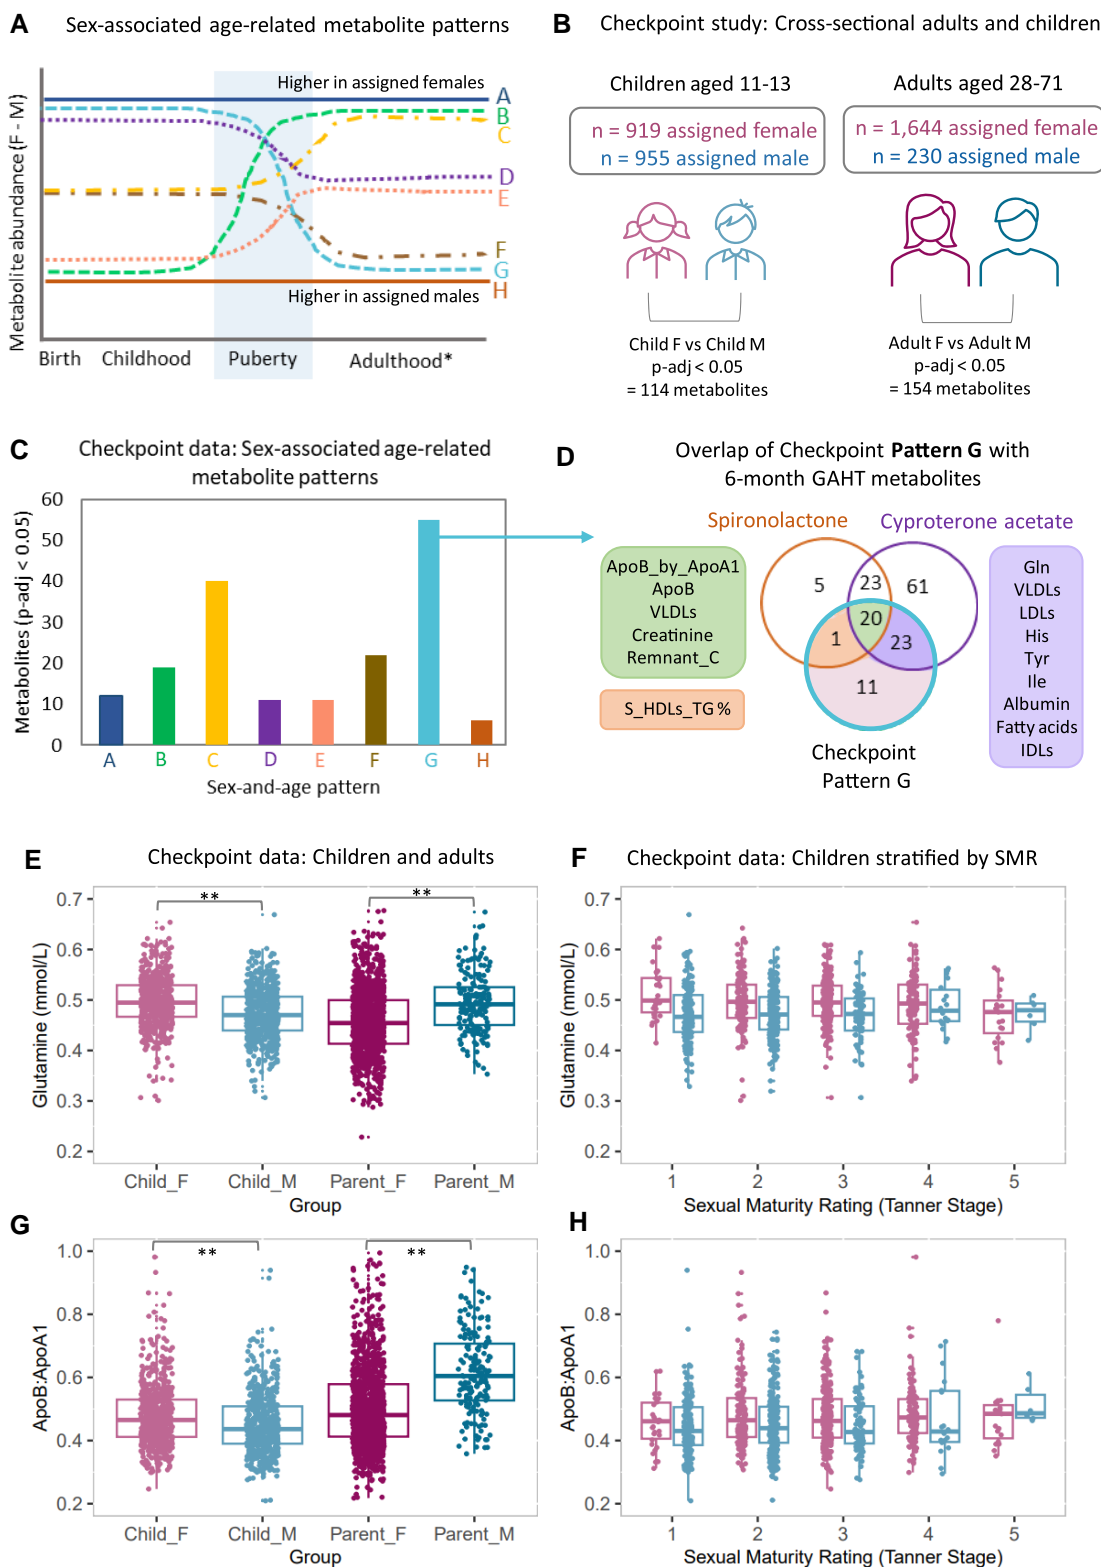 A
Sex-associated age-related metabolite patterns
Metabolite abundance (F - M)
Higher in assigned females
A
B
C
D
E
F
G
H
Higher in assigned males
Birth
Childhood
Puberty
Adulthood*
B
Checkpoint study: Cross-sectional adults and children
Children aged 11-13
n = 919 assigned female
n = 955 assigned male
Adults aged 28-71
n = 1,644 assigned female
n = 230 assigned male
Child F vs Child M
p-adj < 0.05
= 114 metabolites
Adult F vs Adult M
p-adj < 0.05
= 154 metabolites
C
Checkpoint data: Sex-associated age-related
metabolite patterns
Metabolites (p-adj < 0.05)
60
50
40
30
20
10
0
A B C D E F G H
Sex-and-age pattern
D
Overlap of Checkpoint Pattern G with
6-month GAHT metabolites
Spironolactone
Cyproterone acetate
ApoB_by_ApoA1
ApoB
VLDLs
Creatinine
Remnant_C
S_HDLs_TG %
5
23
61
20
1
23
11
Checkpoint
Pattern G
Gln
VLDLs
LDLs
His
Tyr
Ile
Albumin
Fatty acids
IDLs
E
Checkpoint data: Children and adults
Glutamine (mmol/L)
0.7
0.6
0.5
0.4
0.3
0.2
**
**
Child_F Child_M Parent_F Parent_M
Group
F
Checkpoint data: Children stratified by SMR
Glutamine (mmol/L)
0.7
0.6
0.5
0.4
0.3
0.2
1 2 3 4 5
Sexual Maturity Rating (Tanner Stage)
G
ApoB:ApoA1
1.0
0.8
0.6
0.4
0.2
**
**
Child_F Child_M Parent_F Parent_M
Group
H
ApoB:ApoA1
1.0
0.8
0.6
0.4
0.2
1 2 3 4 5
Sexual Maturity Rating (Tanner Stage)